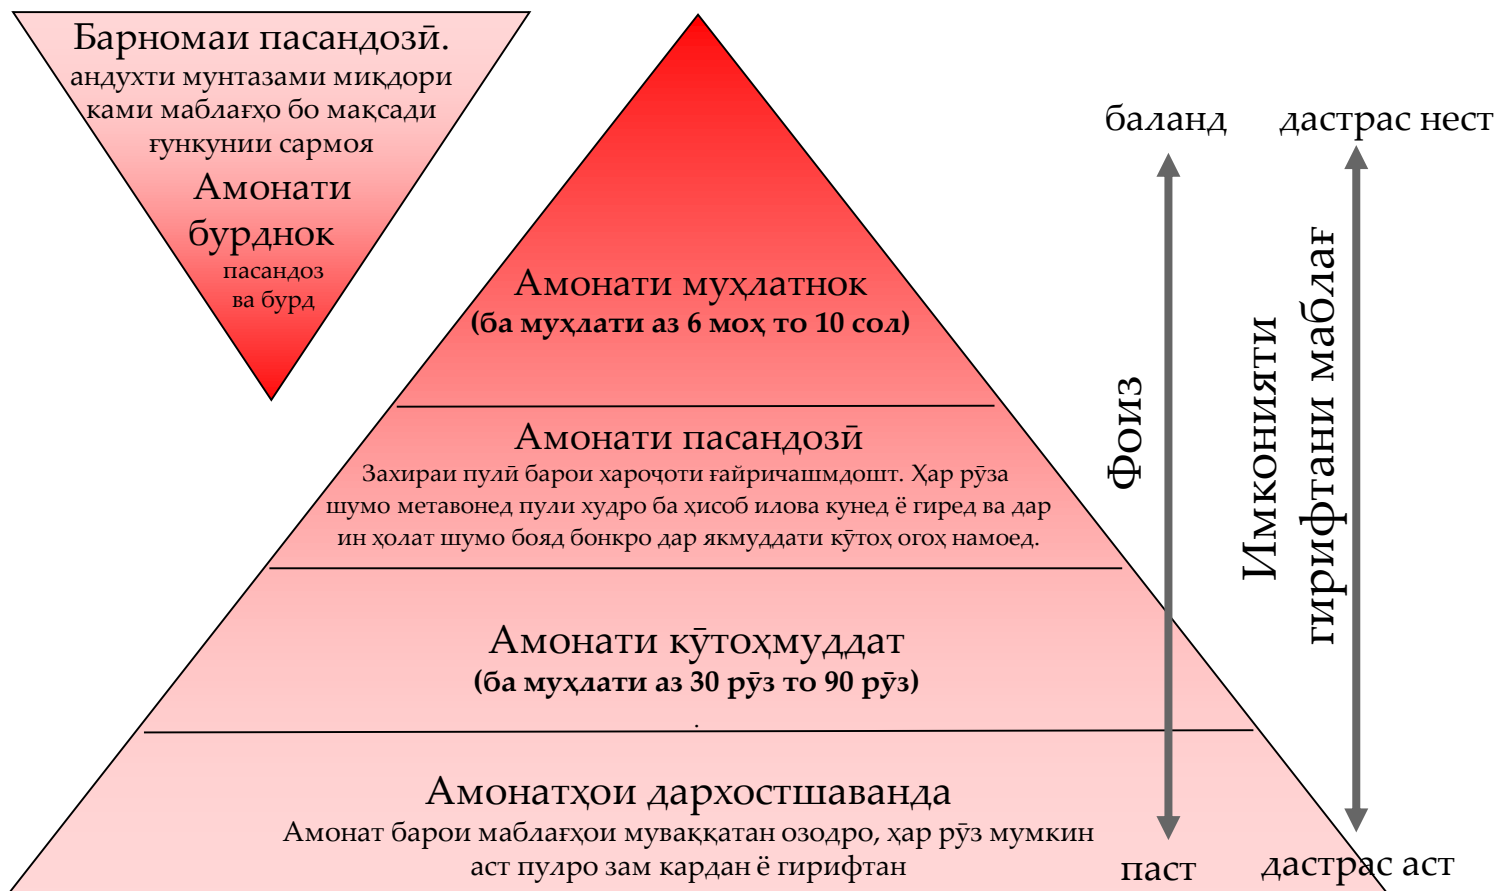 Барномаи пасандозӣ.
андухти мунтазами миқдори
ками маблағҳо бо мақсади
ғункунии сармоя
Амонати
бурднок
пасандоз
ва бурд
Амонати муҳлатнок
(ба муҳлати аз 6 моҳ то 10 сол)
Амонати пасандозӣ
Захираи пулӣ барои хароҷоти ғайричашмдошт. Ҳар рӯза
шумо метавонед пули худро ба ҳисоб илова кунед ё гиред ва дар
ин ҳолат шумо бояд бонкро дар якмуддати кӯтоҳ огоҳ намоед.
Амонати кӯтоҳмуддат
(ба муҳлати аз 30 рӯз то 90 рӯз)
.
Амонатҳои дархостшаванда
Амонат барои маблағҳои муваққатан озодро, ҳар рӯз мумкин
аст пулро зам кардан ё гирифтан
баланд
Фоиз
паст
дастрас нест
Имконияти
гирифтани маблағ
дастрас аст